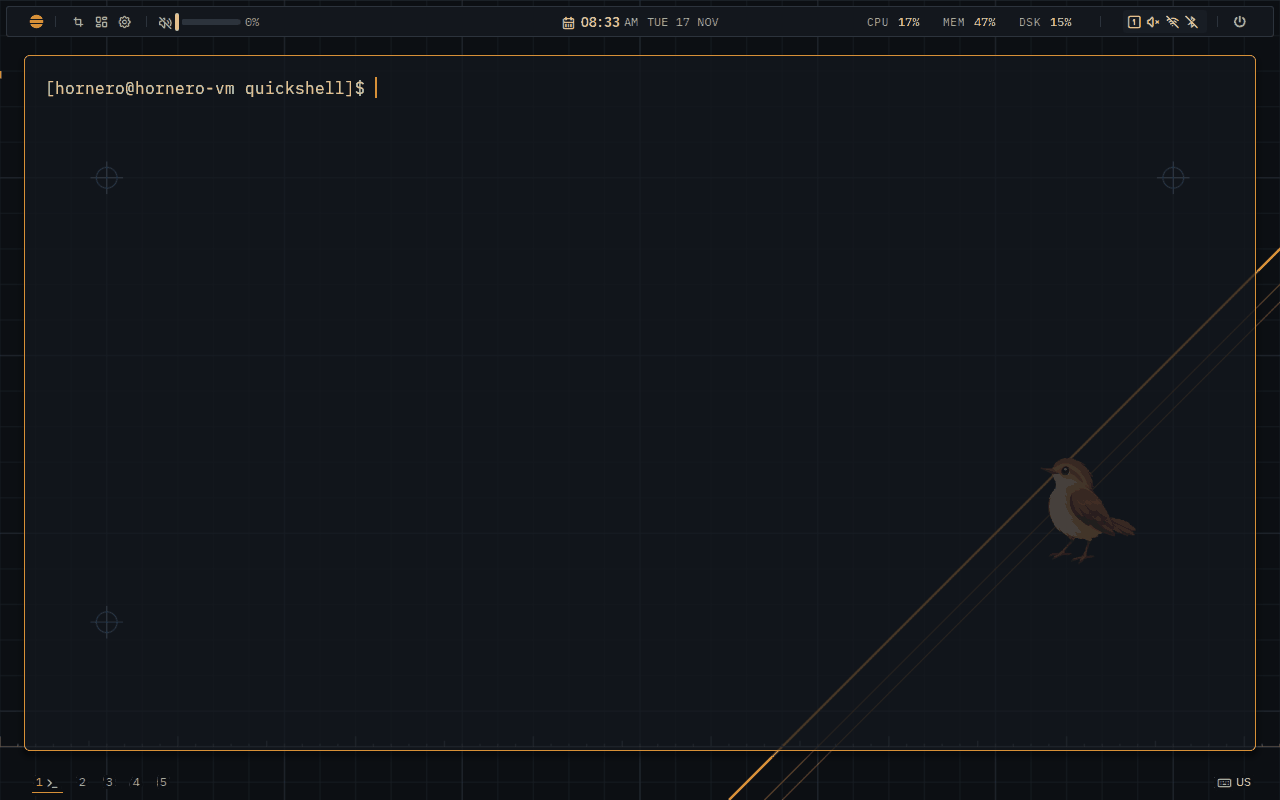 0% 08:33 AM TUE 17 NOV CPU 17% MEM 47% DSK 15% 1
[hornero@hornero-vm quickshell]$
1 2 3 4 5 US